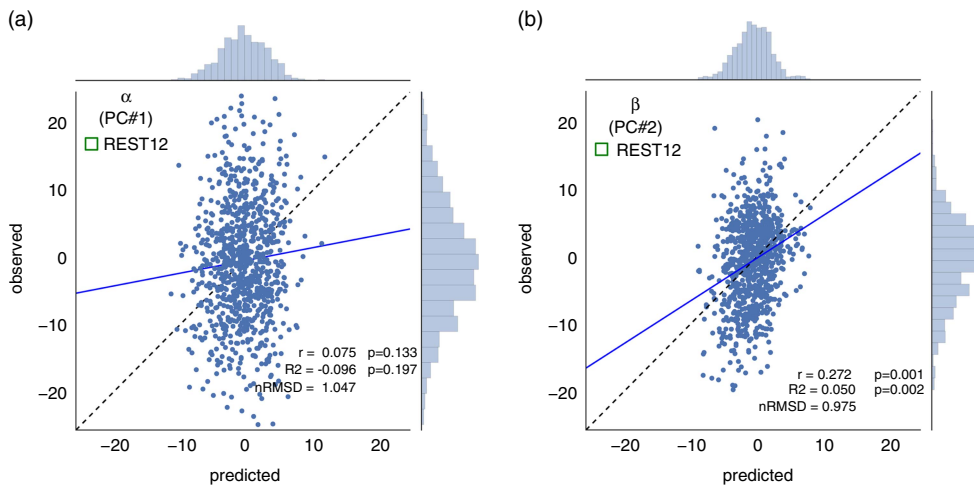 (a)
α
(PC#1)
REST12
20
10
0
−10
−20
observed
r = 0.075 p=0.133
R2 = -0.096 p=0.197
nRMSD = 1.047
−20 −10 0 10 20
predicted
(b)
β
(PC#2)
REST12
20
10
0
−10
−20
observed
r = 0.272 p=0.001
R2 = 0.050 p=0.002
nRMSD = 0.975
−20 −10 0 10 20
predicted